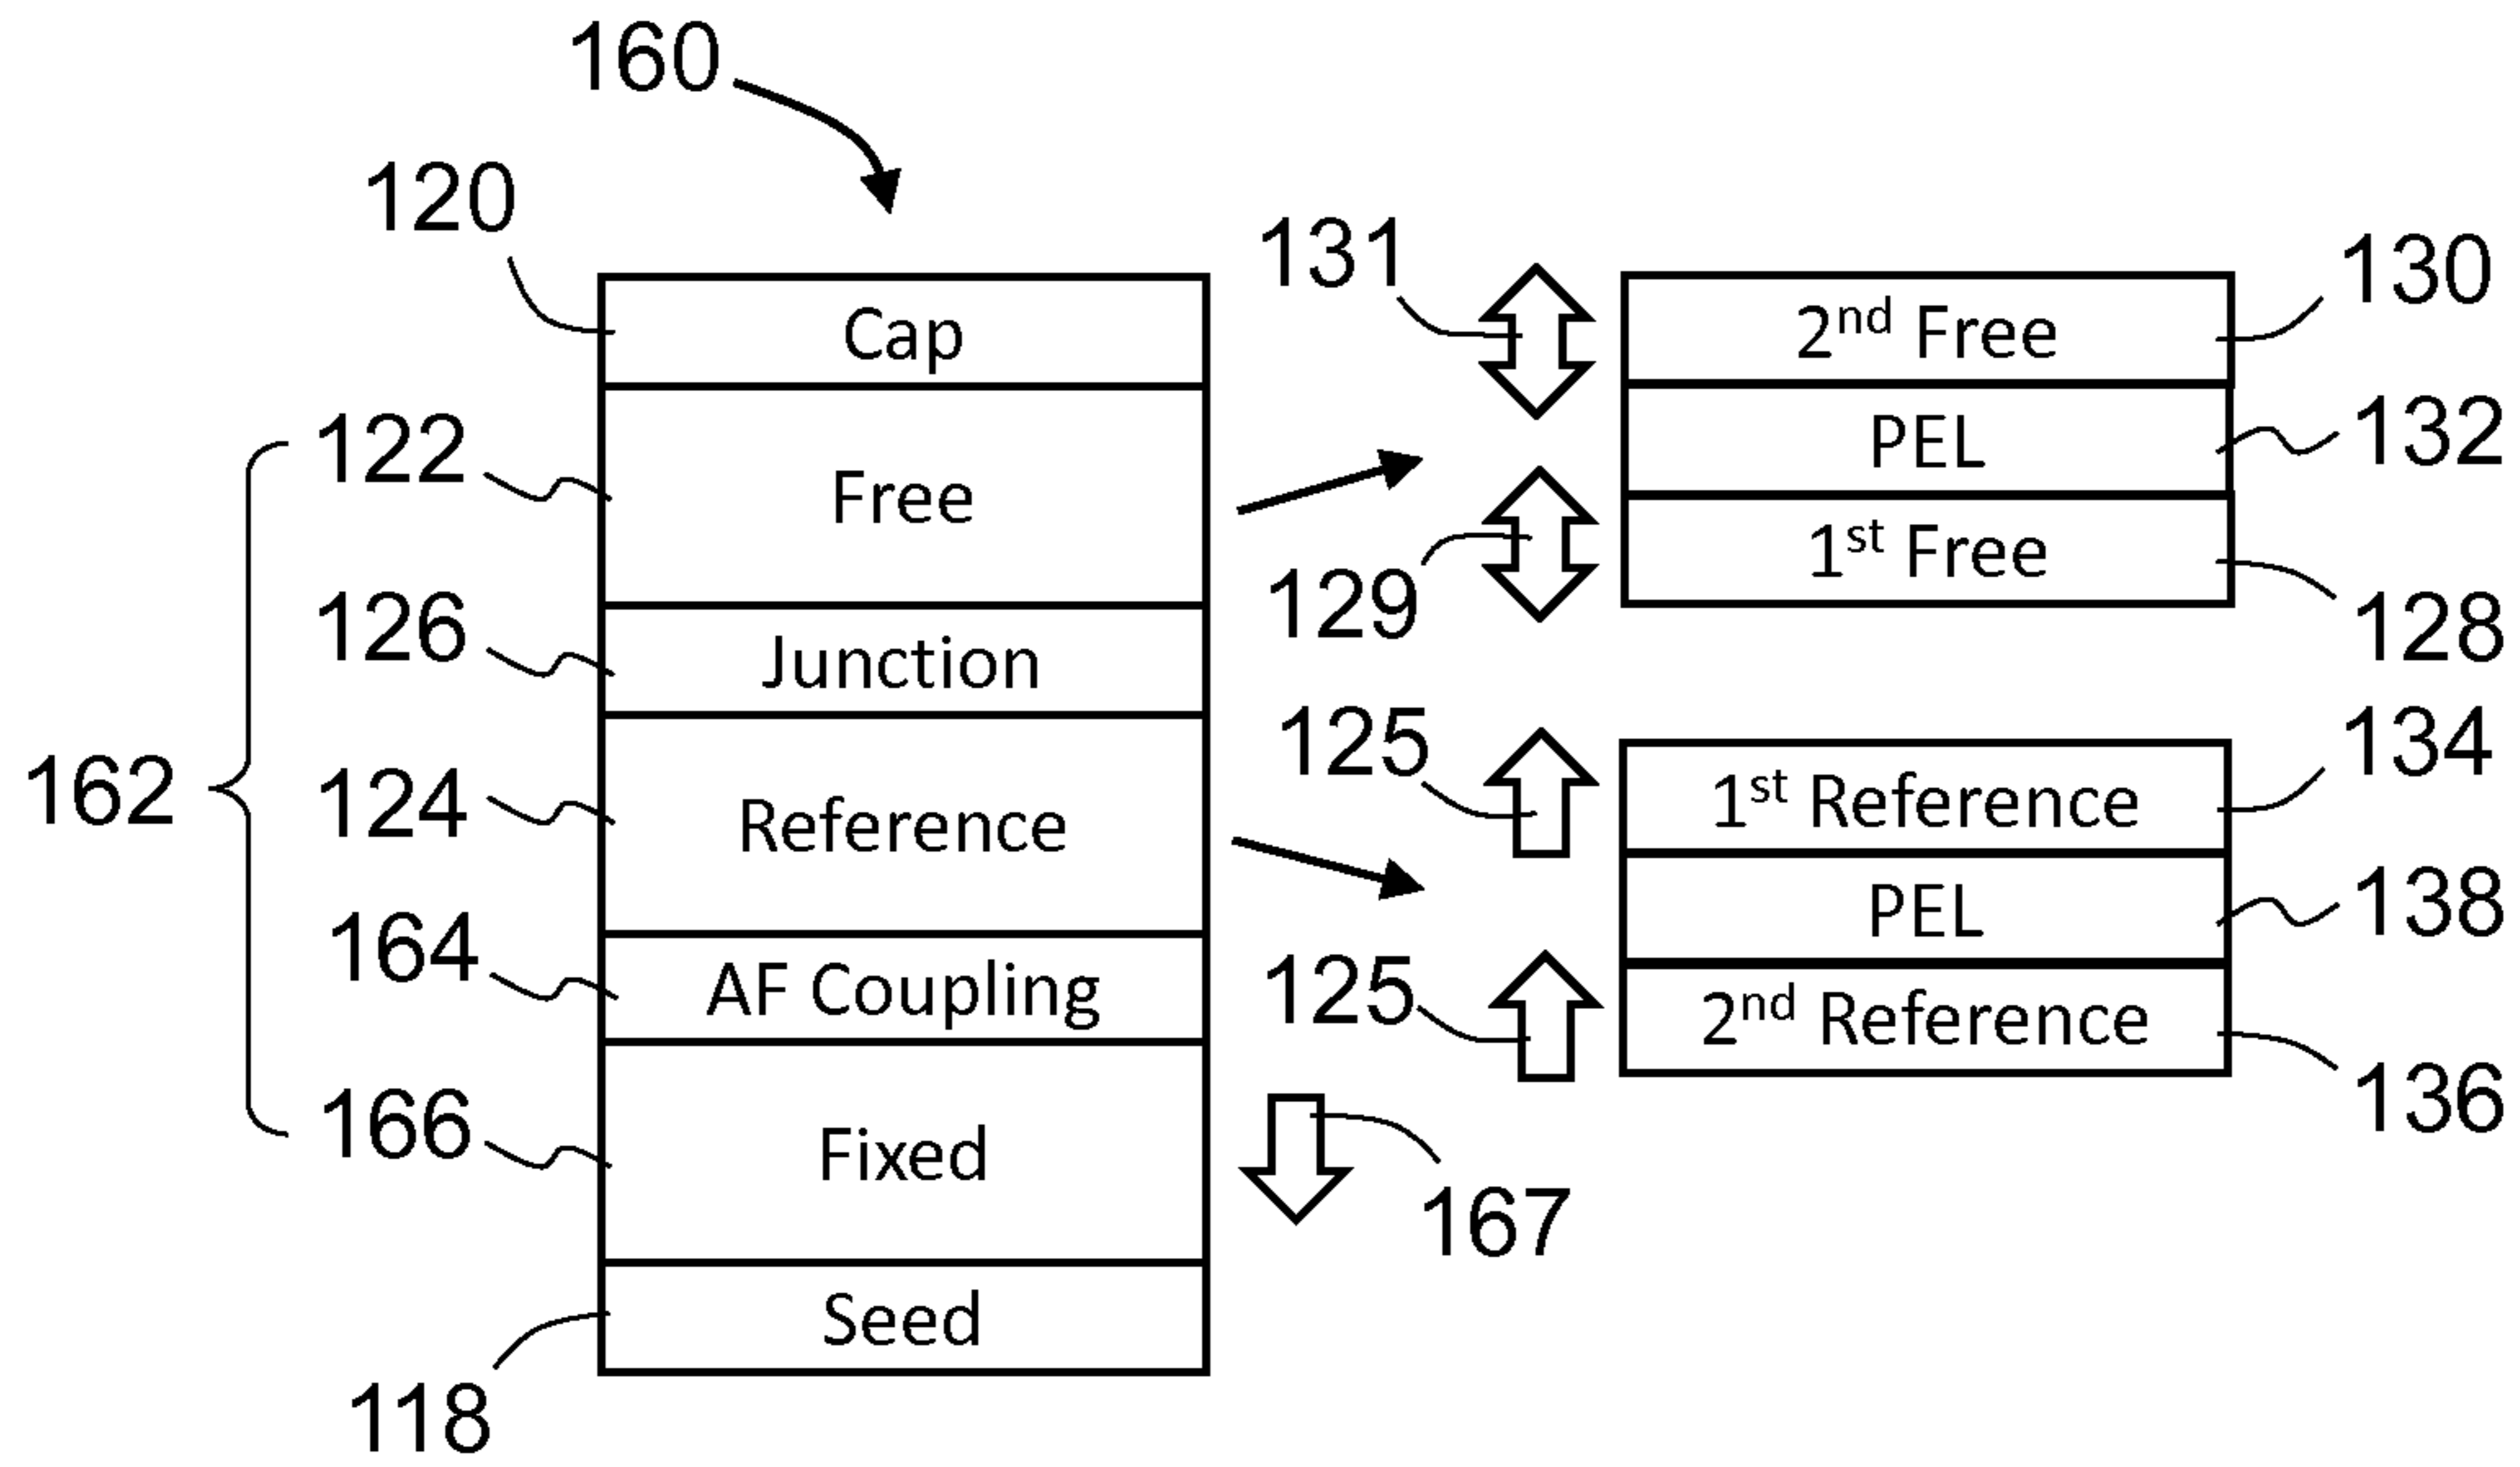 160
120
Cap
122
Free
126
Junction
162
124
Reference
164
AF Coupling
166
Fixed
Seed
118
131
2nd Free
130
PEL
132
129
1st Free
128
125
1st Reference
134
PEL
138
125
2nd Reference
136
167